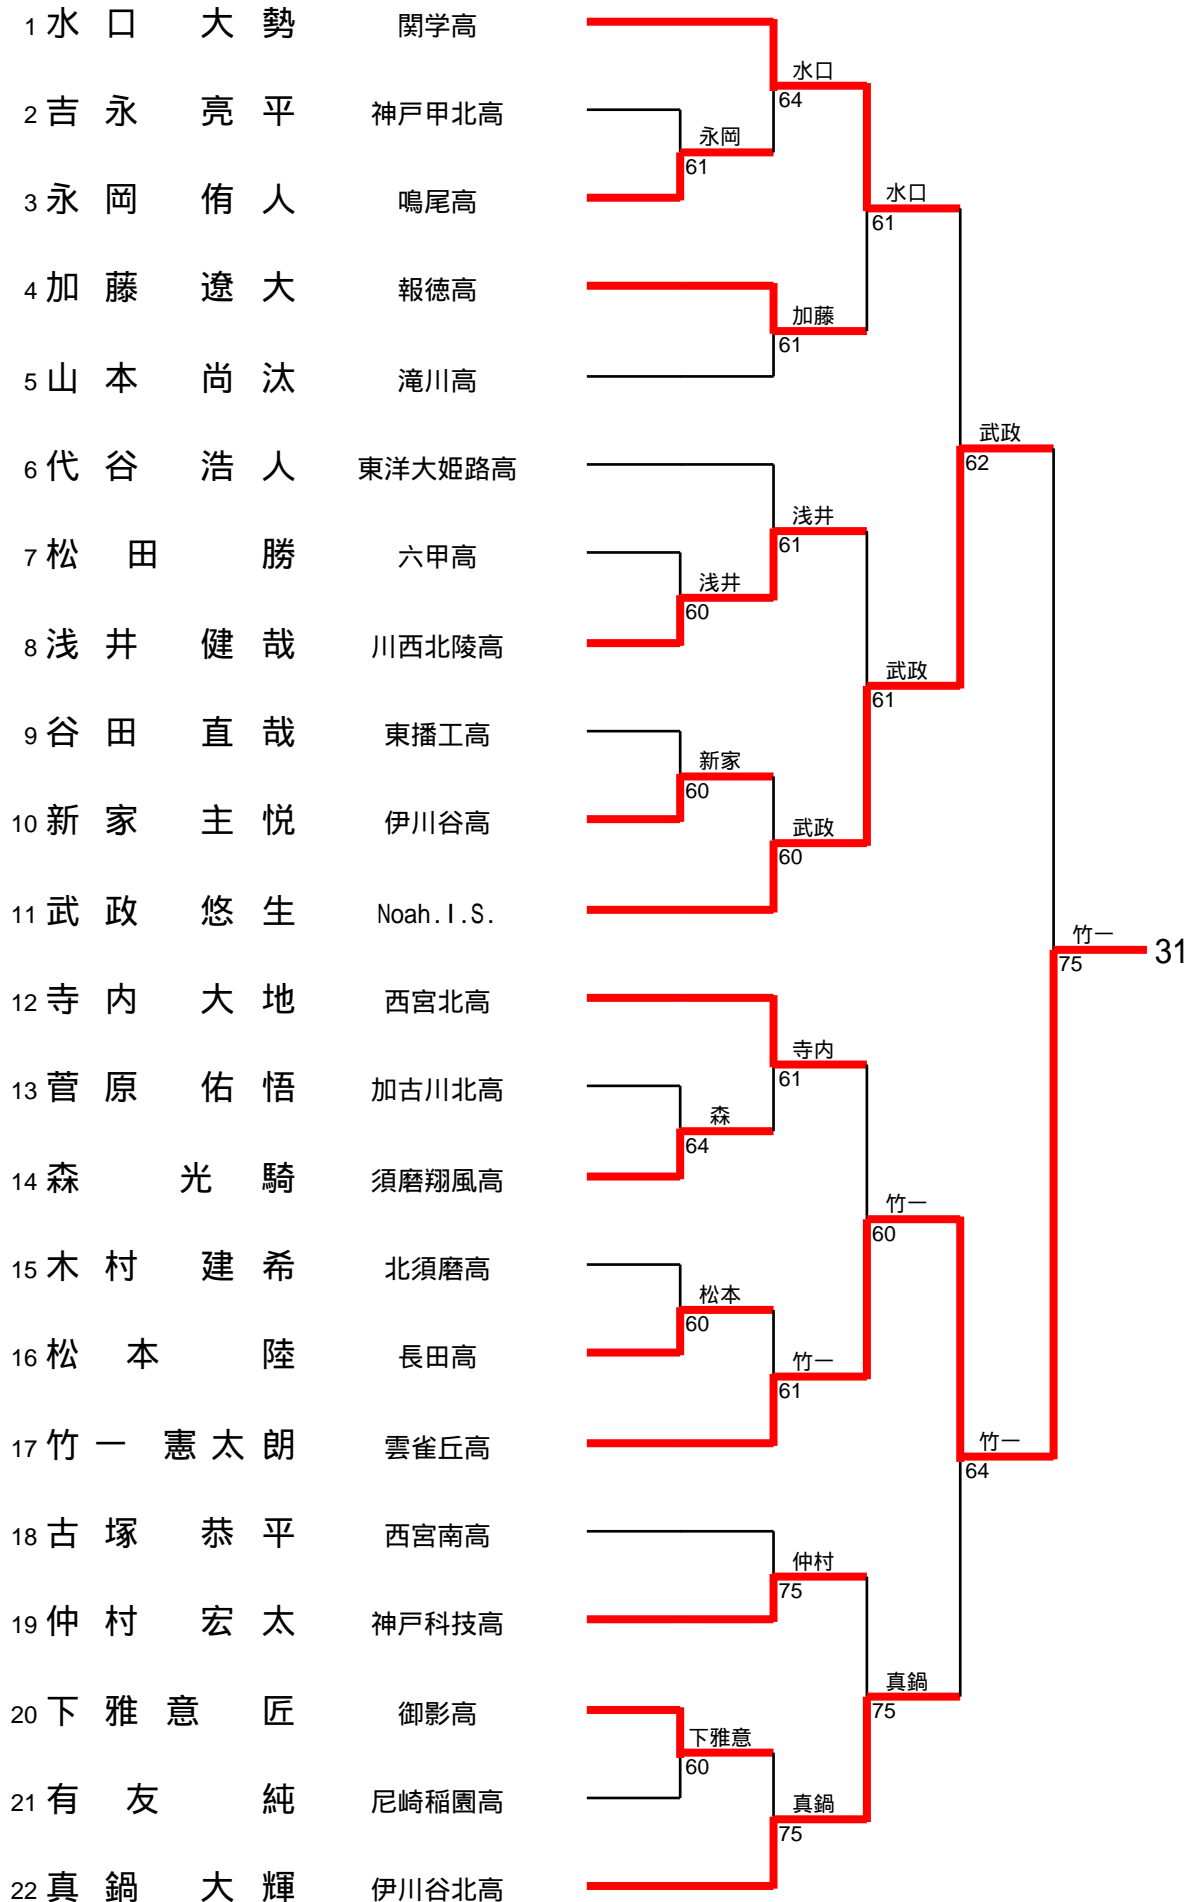 1 水口 大勢 関学高
水口
64
2 吉永 亮平 神戸甲北高
永岡
61
3 永岡 侑人 鳴尾高
水口
61
4 加藤 遼大 報徳高
加藤
61
5 山本 尚汰 滝川高
武政
62
6 代谷 浩人 東洋大姫路高
浅井
61
7 松田 勝 六甲高
浅井
60
8 浅井 健哉 川西北陵高
武政
61
9 谷田 直哉 東播工高
新家
60
10 新家 主悦 伊川谷高
武政
60
11 武政 悠生 Noah.I.S.
竹一
75
31
12 寺内 大地 西宮北高
寺内
61
13 菅原 佑悟 加古川北高
森
64
14 森 光騎 須磨翔風高
竹一
60
15 木村 建希 北須磨高
松本
60
16 松本 陸 長田高
竹一
61
17 竹一 憲太朗 雲雀丘高
竹一
64
18 古塚 恭平 西宮南高
仲村
75
19 仲村 宏太 神戸科技高
真鍋
75
20 下雅意 匠 御影高
下雅意
60
21 有友 純 尼崎稲園高
真鍋
75
22 真鍋 大輝 伊川谷北高